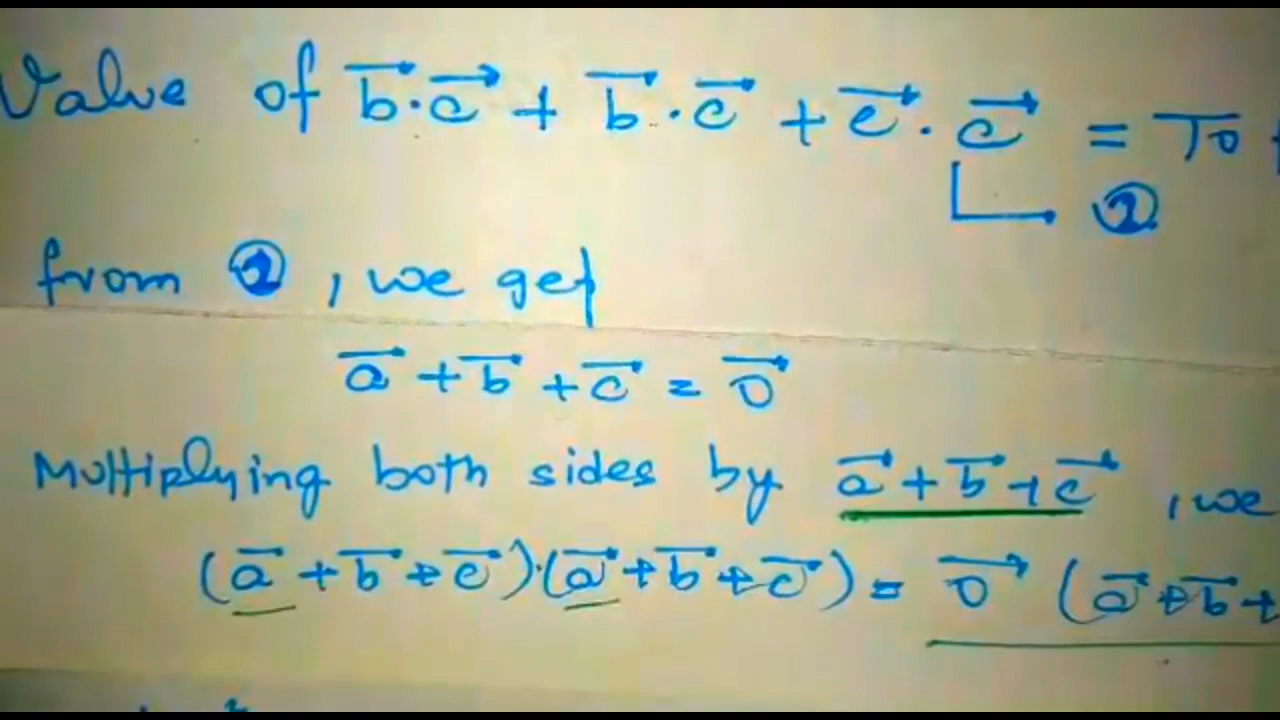 Value of b⃗·c⃗ + b⃗·c⃗ + c⃗·c⃗ = To
②
from ②, we get
a⃗ + b⃗ + c⃗ = 0⃗
Multiplying both sides by a⃗ + b⃗ + c⃗, we
(a⃗ + b⃗ + c⃗)·(a⃗ + b⃗ + c⃗) = 0⃗ (a⃗ + b⃗ +